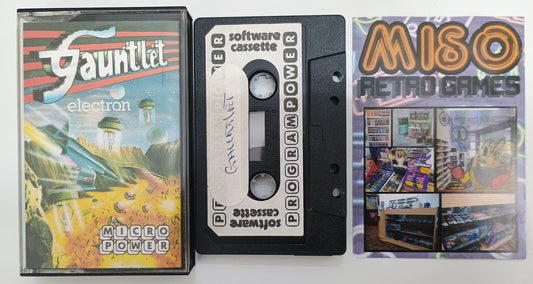 Gauntlet
electron
MICRO
POWER
software
cassette
PROGRAM POWER
PROGRAM POWER
GAUNTLET
software
cassette
MISO
RETRO GAMES